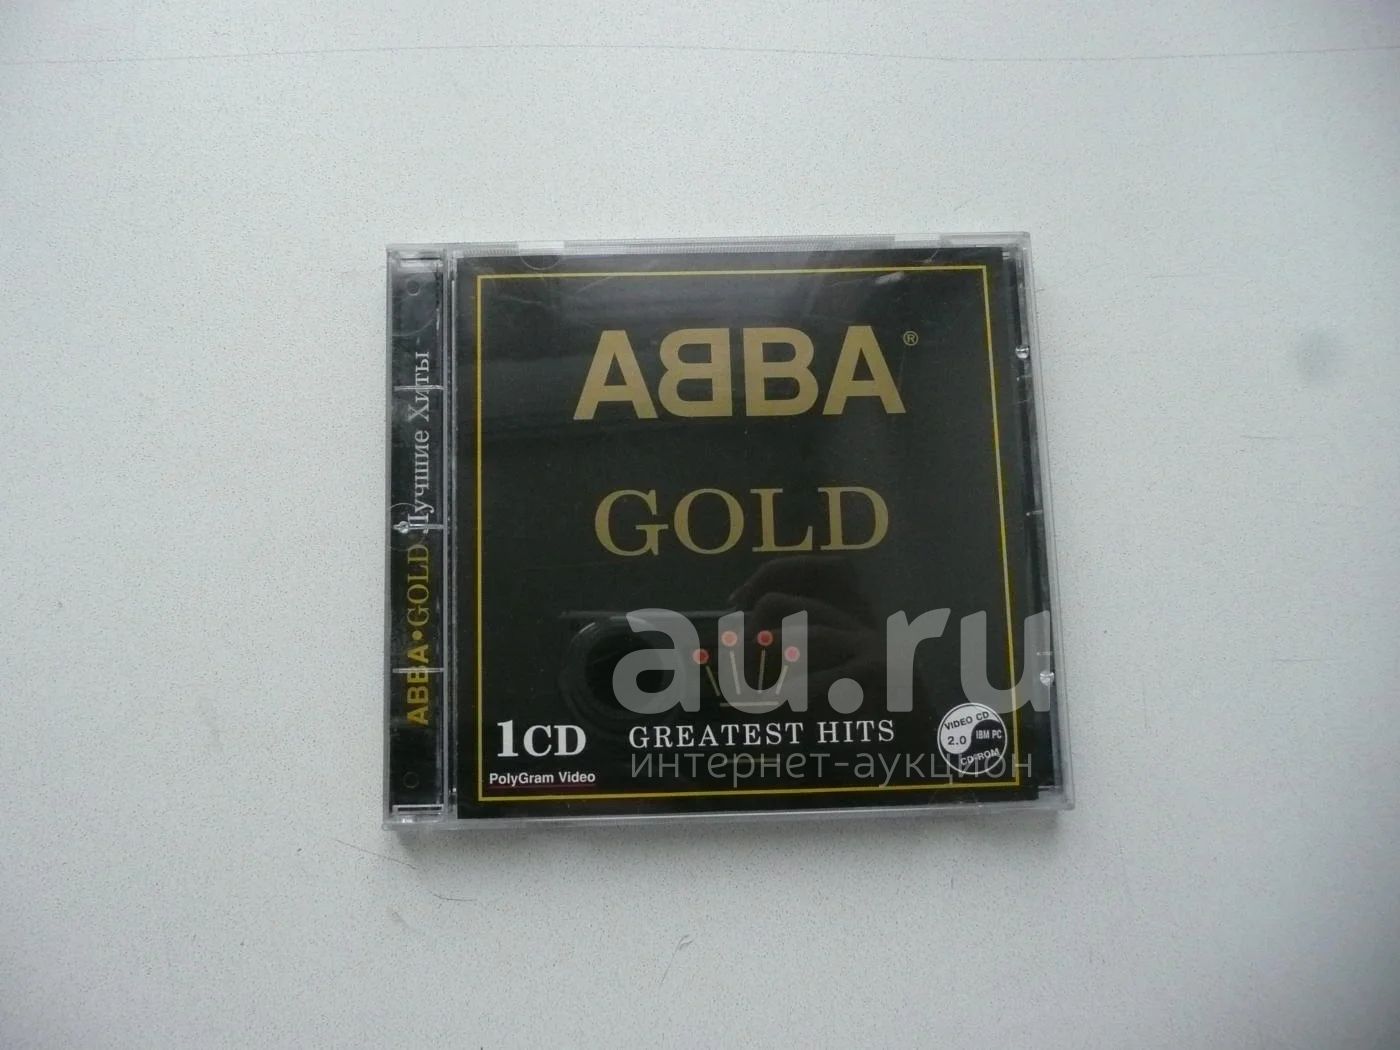 ABBA®
GOLD
1CD
GREATEST HITS
PolyGram Video
VIDEO CD
2.0
IBM PC
CD-ROM
ABBA•GOLD Лучшие Хиты
au.ru
интернет-аукцион